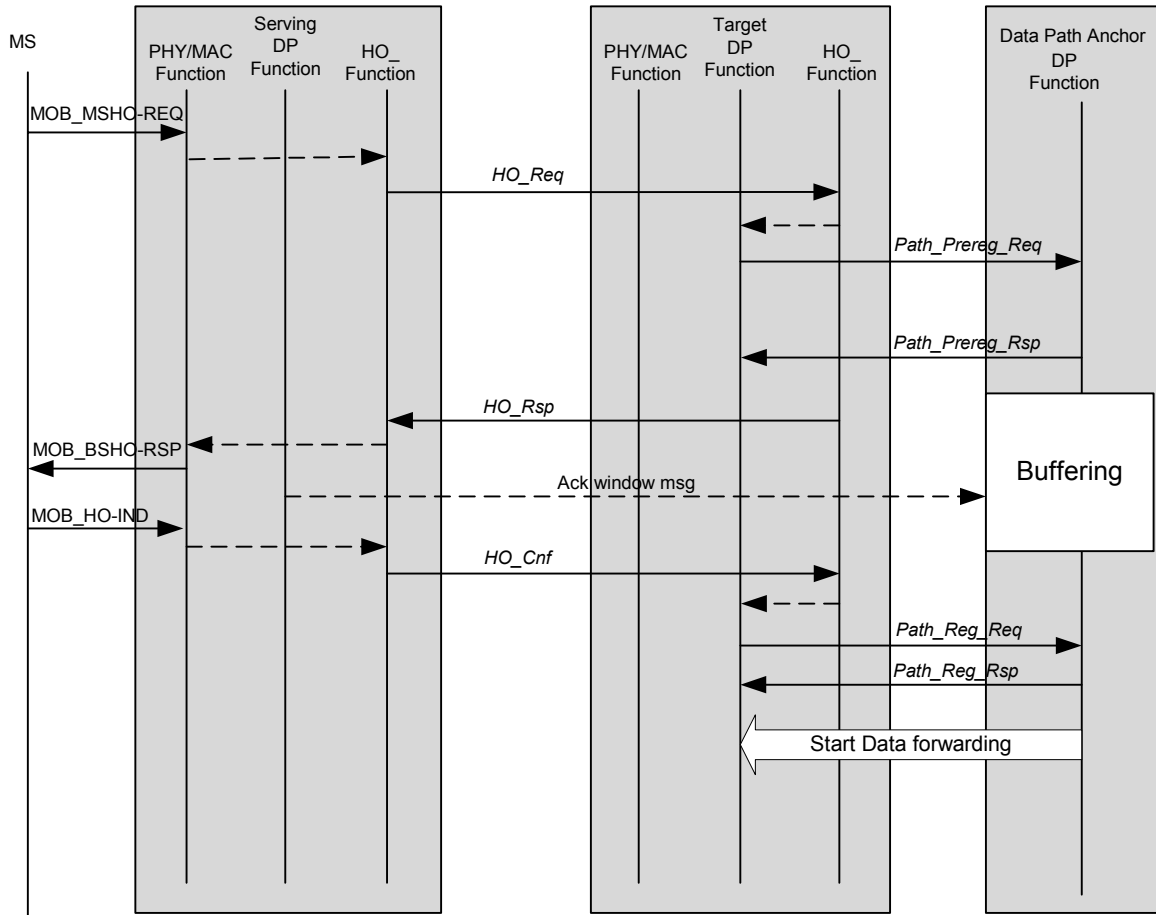 MS
PHY/MAC
Function
Serving
DP
Function
HO_
Function
PHY/MAC
Function
Target
DP
Function
HO_
Function
Data Path Anchor
DP
Function
MOB_MSHO-REQ
HO_Req
Path_Prereg_Req
Path_Prereg_Rsp
HO_Rsp
MOB_BSHO-RSP
Buffering
Ack window msg
MOB_HO-IND
HO_Cnf
Path_Reg_Req
Path_Reg_Rsp
Start Data forwarding